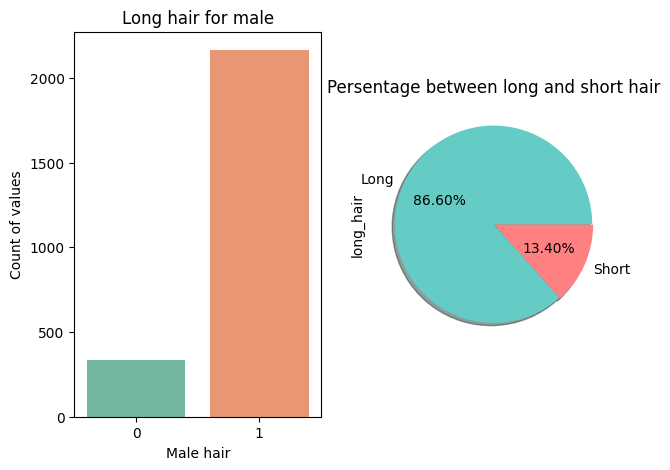 Long hair for male
2000
1500
1000
500
0
Count of values
0 1
Male hair
Persentage between long and short hair
Long
86.60%
13.40%
Short
long_hair